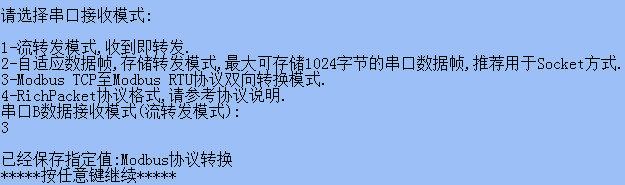 请选择串口接收模式:
1-流转发模式,收到即转发.
2-自适应数据帧,存储转发模式,最大可存储1024字节的串口数据帧,推荐用于Socket方式.
3-Modbus TCP至Modbus RTU协议双向转换模式.
4-RichPacket协议格式,请参考协议说明.
串口B数据接收模式(流转发模式):
3
已经保存指定值:Modbus协议转换
*****按任意键继续*****